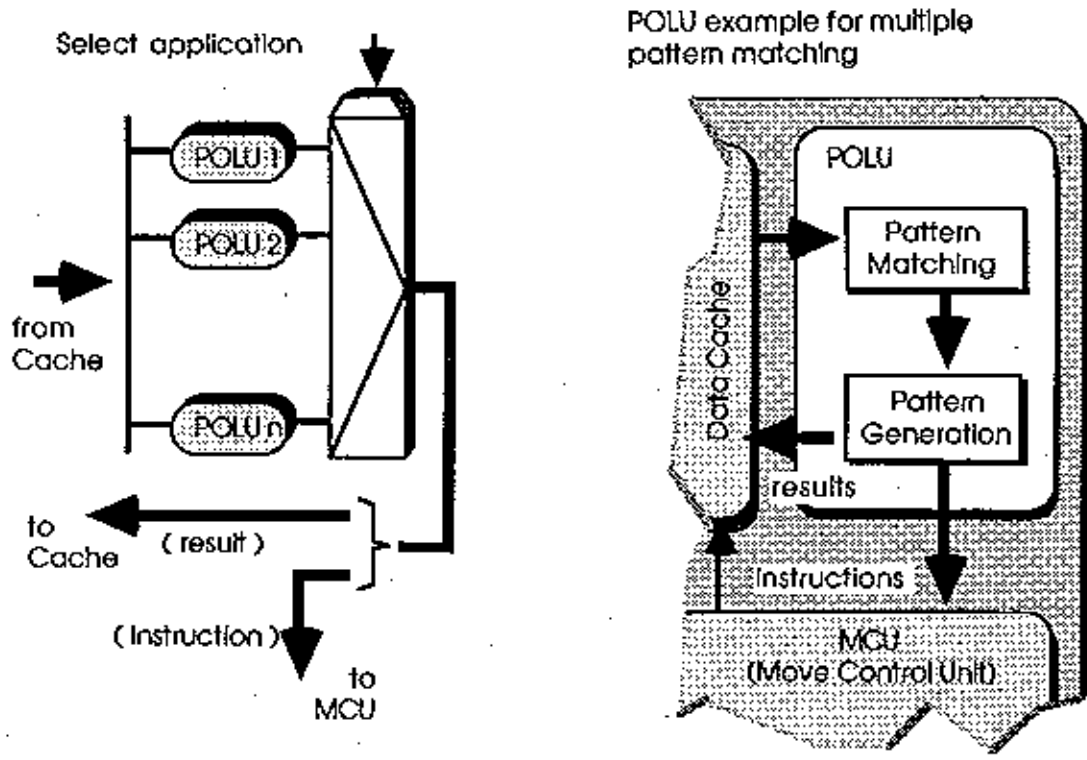 Select application
POLU 1
POLU 2
from
Cache
POLU n
to
Cache
( result )
( Instruction )
to
MCU
POLU example for multiple
pattern matching
POLU
Pattern
Matching
Data Cache
Pattern
Generation
results
Instructions
MCU
(Move Control Unit)